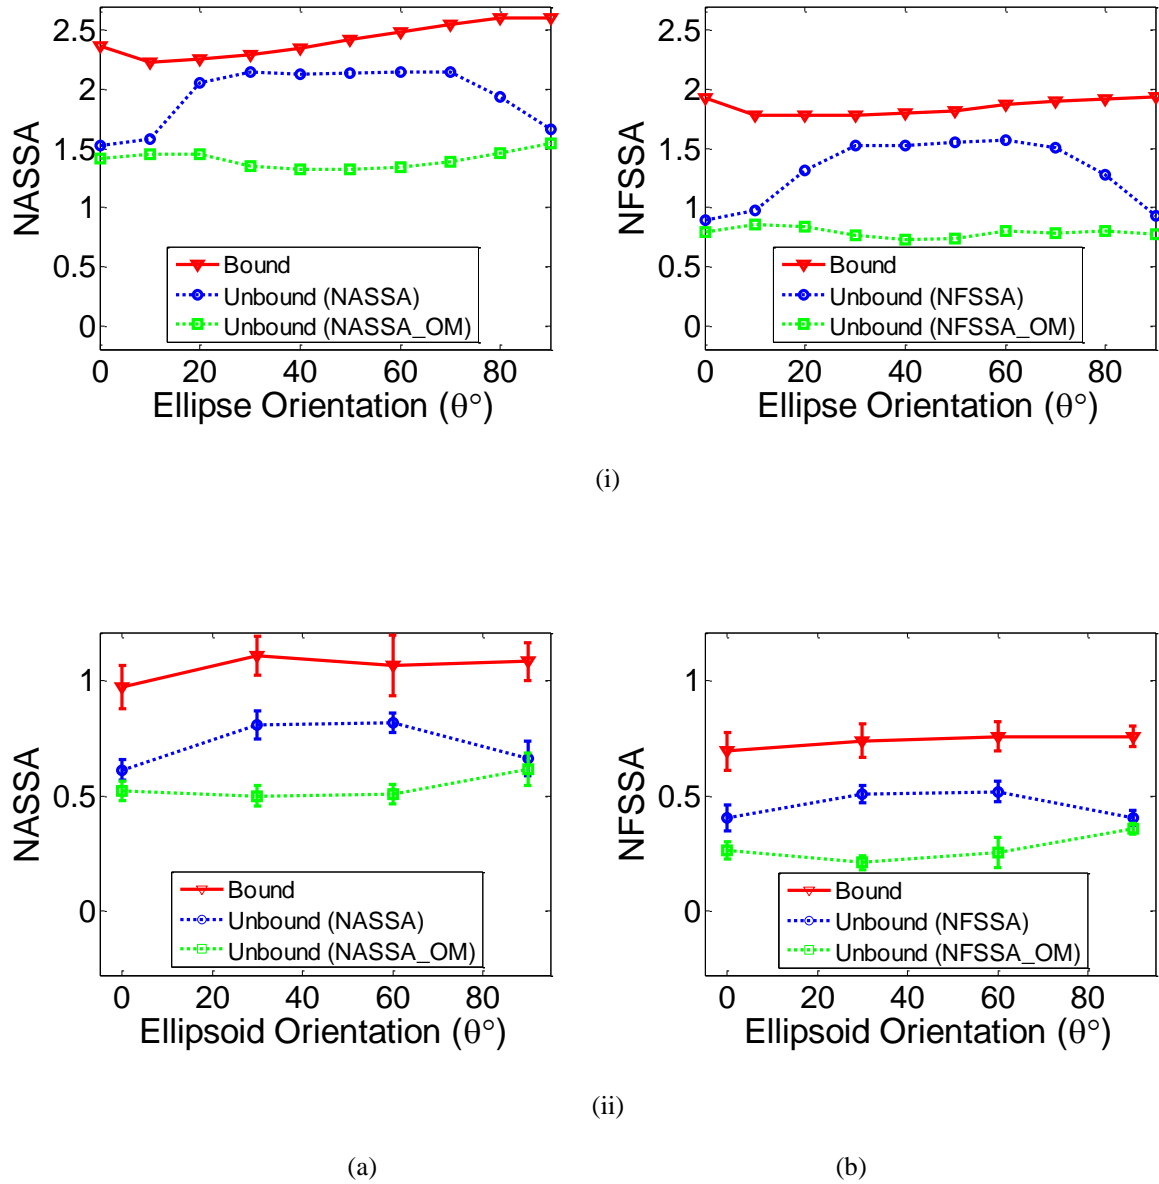 NASSA
2.5
2
1.5
1
0.5
0
Bound
Unbound (NASSA)
Unbound (NASSA_OM)
0 20 40 60 80
Ellipse Orientation (θ°)
NFSSA
2.5
2
1.5
1
0.5
0
Bound
Unbound (NFSSA)
Unbound (NFSSA_OM)
0 20 40 60 80
Ellipse Orientation (θ°)
(i)
NASSA
1
0.5
0
Bound
Unbound (NASSA)
Unbound (NASSA_OM)
0 20 40 60 80
Ellipsoid Orientation (θ°)
NFSSA
1
0.5
0
Bound
Unbound (NFSSA)
Unbound (NFSSA_OM)
0 20 40 60 80
Ellipsoid Orientation (θ°)
(ii)
(a)
(b)